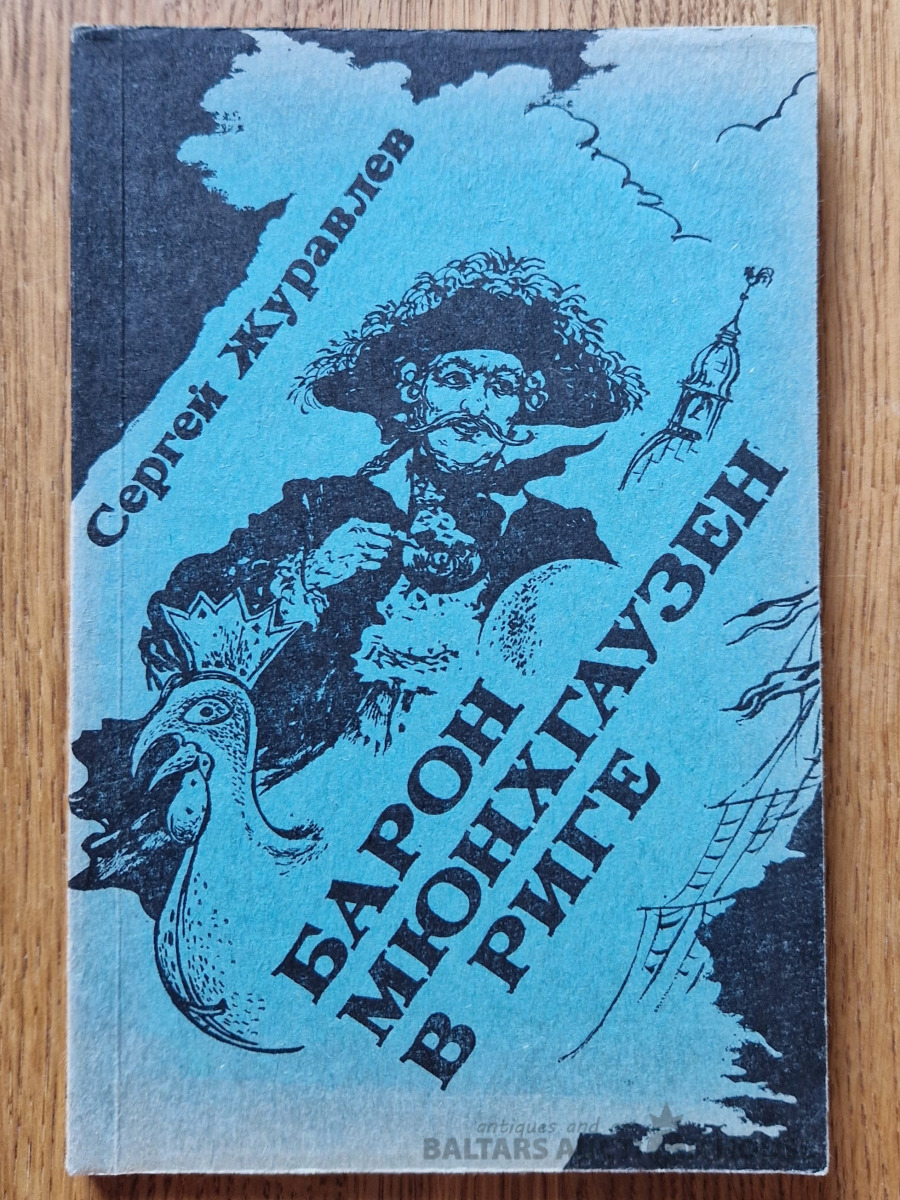 Сергей Журавлев
БАРОН
МЮНХГАУЗЕН
В РИГЕ
antiques and
BALTARS